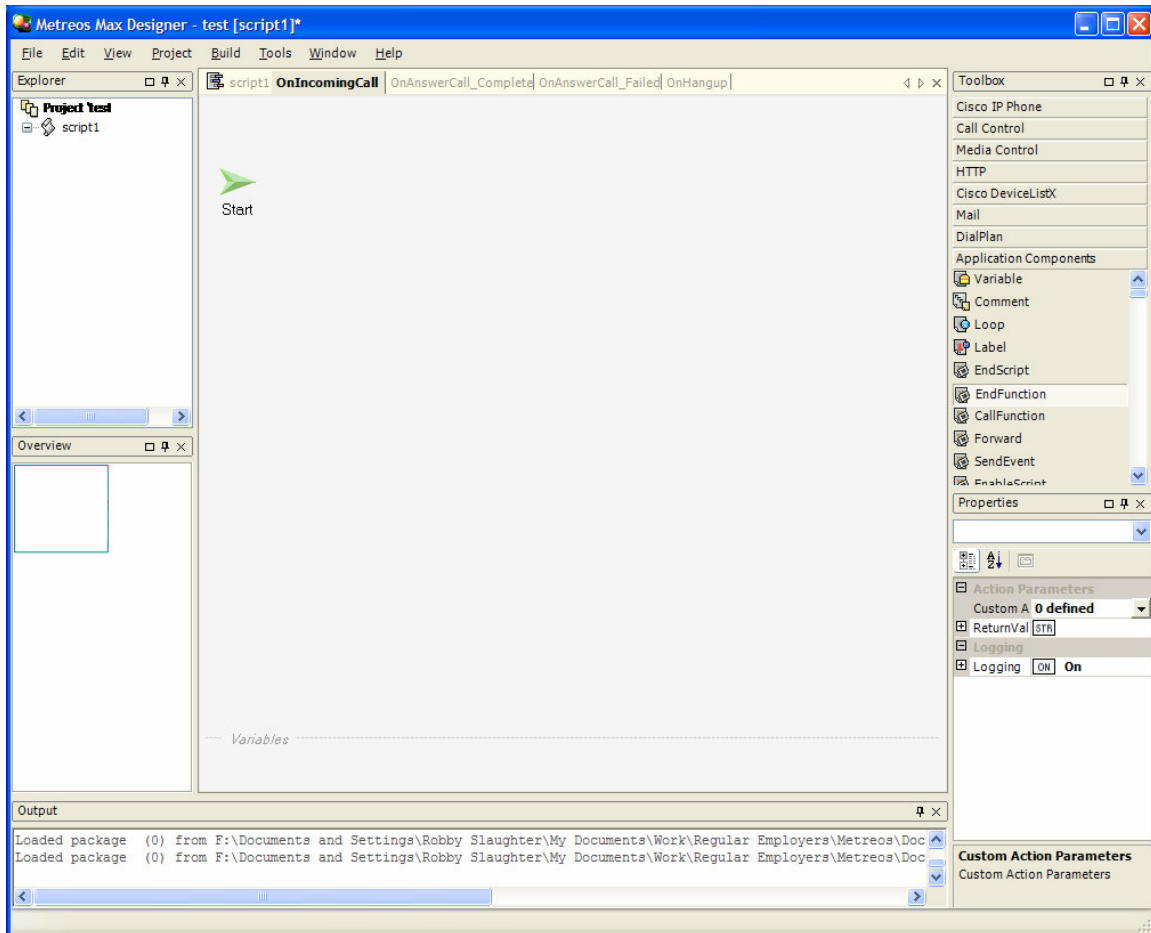 Metreos Max Designer - test [script1]*
File Edit View Project Build Tools Window Help
Explorer
Project 'test
script1
Overview
script1 OnIncomingCall OnAnswerCall_Complete OnAnswerCall_Failed OnHangup
Start
Variables
Toolbox
Cisco IP Phone
Call Control
Media Control
HTTP
Cisco DeviceListX
Mail
DialPlan
Application Components
Variable
Comment
Loop
Label
EndScript
EndFunction
CallFunction
Forward
SendEvent
EnableScript
Properties
Action Parameters
Custom A 0 defined
ReturnVal STR
Logging
Logging ON On
Custom Action Parameters
Custom Action Parameters
Output
Loaded package (0) from F:\Documents and Settings\Robby Slaughter\My Documents\Work\Regular Employers\Metreos\Doc
Loaded package (0) from F:\Documents and Settings\Robby Slaughter\My Documents\Work\Regular Employers\Metreos\Doc